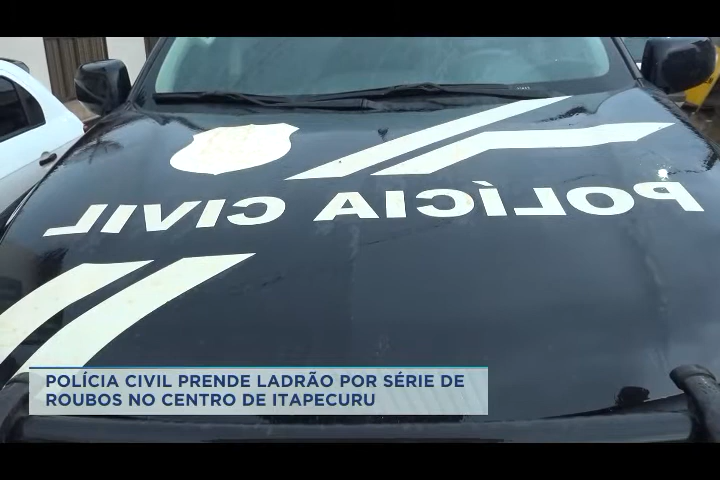 POLÍCIA CIVIL
POLÍCIA CIVIL PRENDE LADRÃO POR SÉRIE DE
ROUBOS NO CENTRO DE ITAPECURU